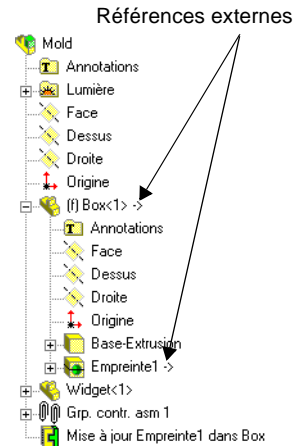 Références externes
Mold
Annotations
Lumière
Face
Dessus
Droite
Origine
(f) Box<1> ->
Annotations
Face
Dessus
Droite
Origine
Base-Extrusion
Empreinte1 ->
Widget<1>
Grp. contr. asm 1
Mise à jour Empreinte1 dans Box